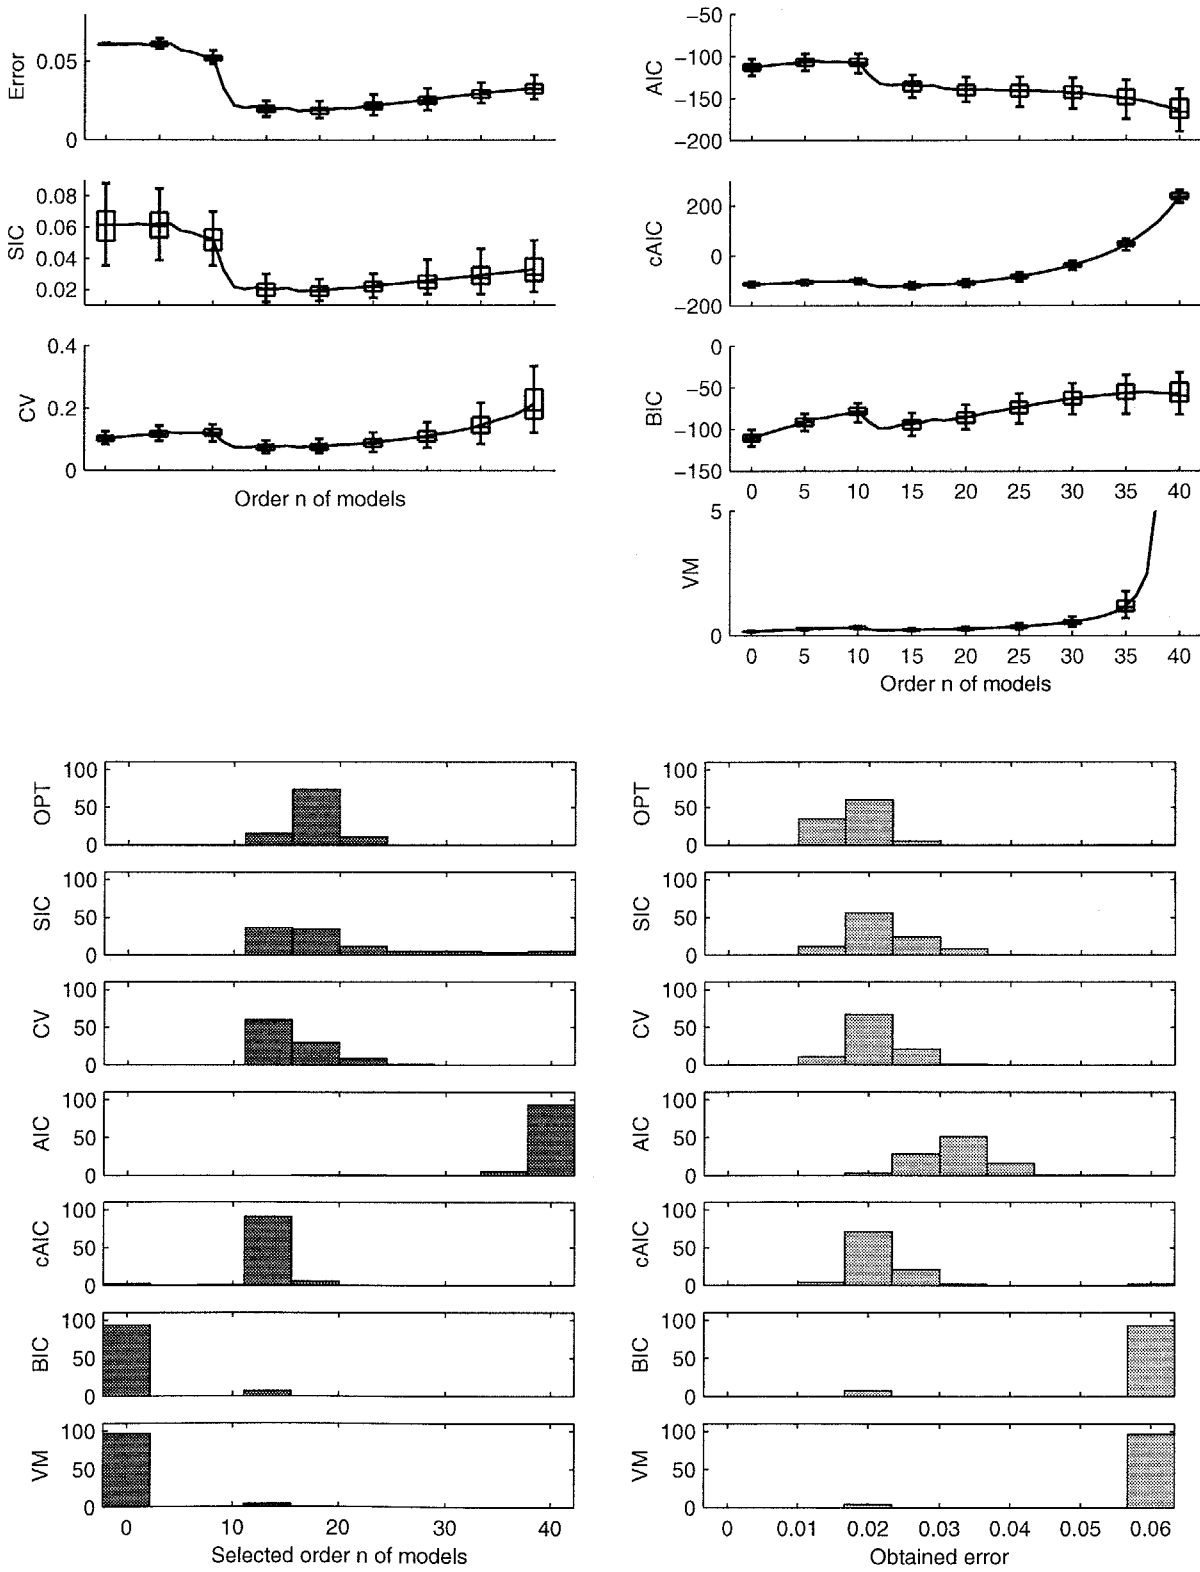 Error
0.05
0
SIC
0.08
0.06
0.04
0.02
CV
0.4
0.2
0
Order n of models
AIC
−50
−100
−150
−200
cAIC
200
0
−200
BIC
0
−50
−100
−150
0 5 10 15 20 25 30 35 40
VM
5
0
0 5 10 15 20 25 30 35 40
Order n of models
OPT
100
50
0
SIC
100
50
0
CV
100
50
0
AIC
100
50
0
cAIC
100
50
0
BIC
100
50
0
VM
100
50
0
0 10 20 30 40
Selected order n of models
OPT
100
50
0
SIC
100
50
0
CV
100
50
0
AIC
100
50
0
cAIC
100
50
0
BIC
100
50
0
VM
100
50
0
0 0.01 0.02 0.03 0.04 0.05 0.06
Obtained error